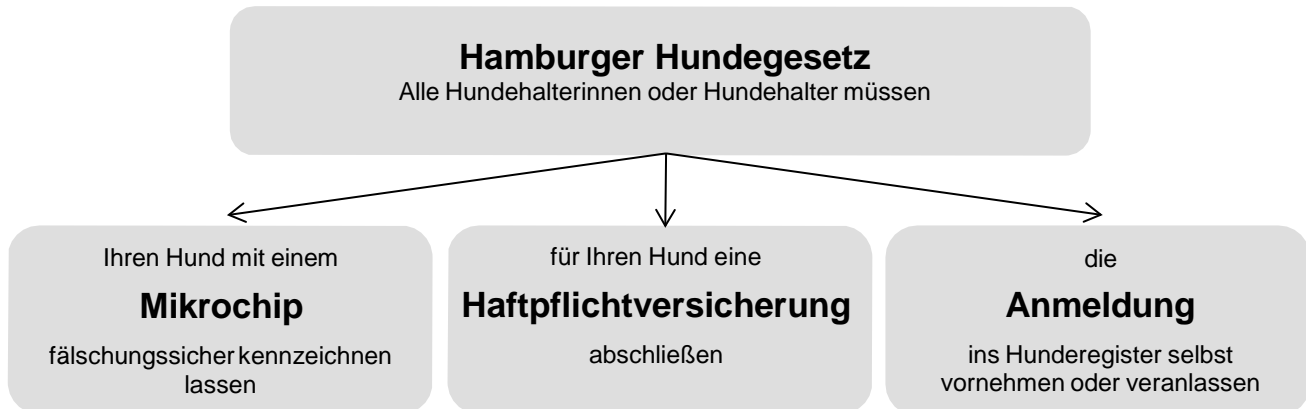 Hamburger Hundegesetz
Alle Hundehalterinnen oder Hundehalter müssen
Ihren Hund mit einem
Mikrochip
fälschungssicher kennzeichnen
lassen
für Ihren Hund eine
Haftpflichtversicherung
abschließen
die
Anmeldung
ins Hunderegister selbst
vornehmen oder veranlassen